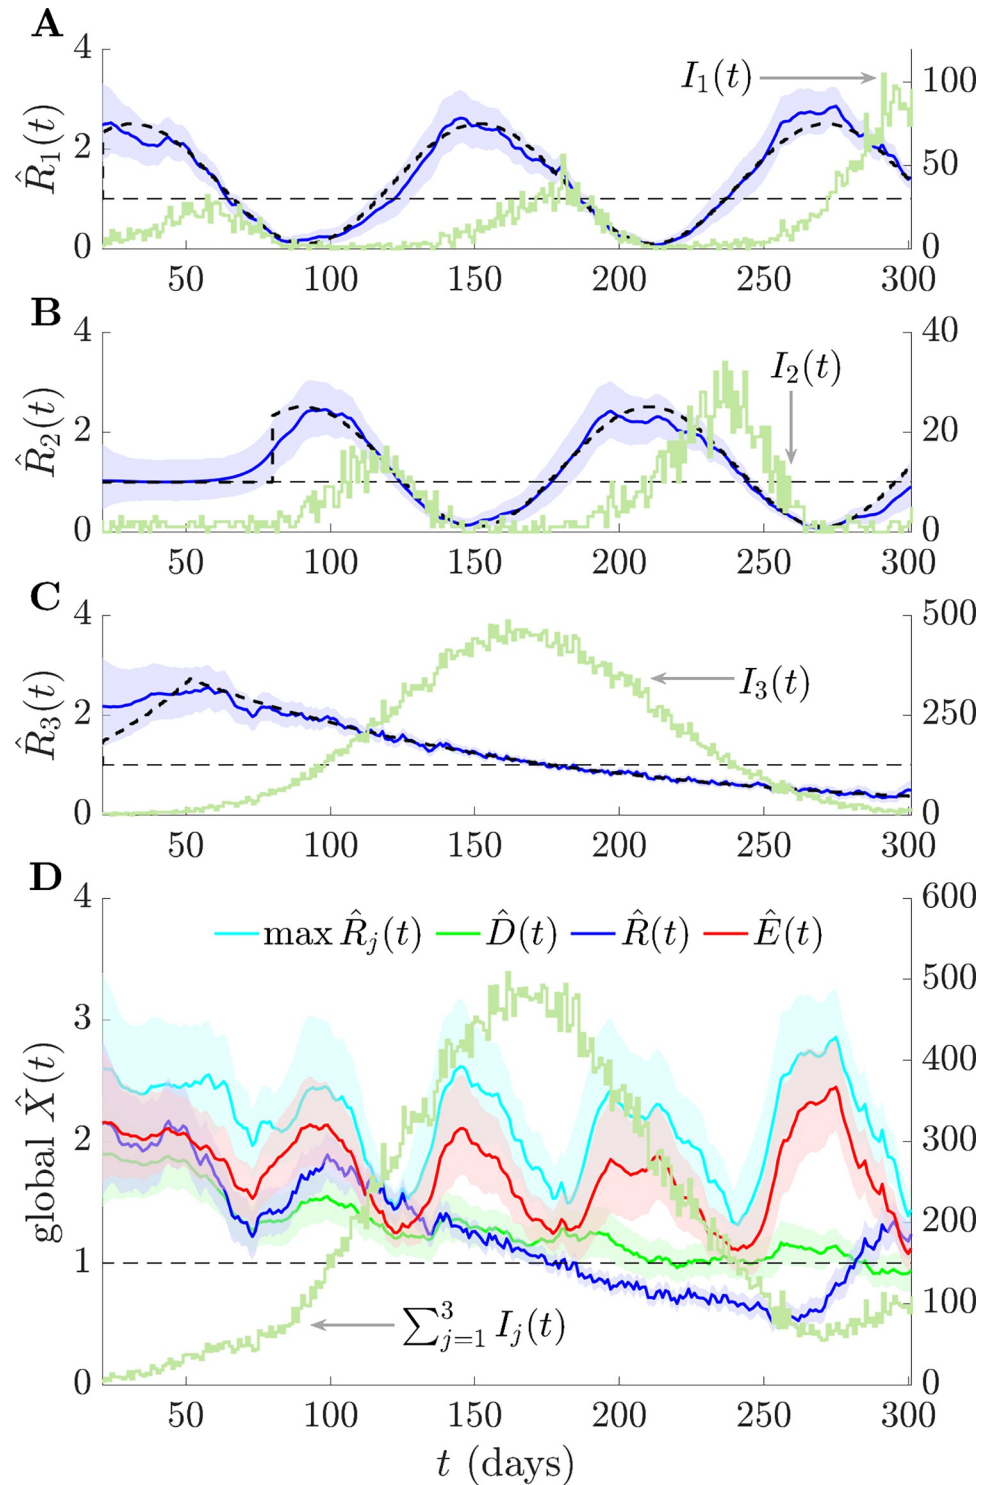 A
4
2
0
R̂₁(t)
I₁(t)
100
50
0
50 100 150 200 250 300
B
4
2
0
R̂₂(t)
I₂(t)
40
20
0
50 100 150 200 250 300
C
4
2
0
R̂₃(t)
I₃(t)
500
250
0
50 100 150 200 250 300
D
4
3
2
1
0
global X̂(t)
max R̂ⱼ(t) D̂(t) R̂(t) Ê(t)
∑³ⱼ₌₁ Iⱼ(t)
600
500
400
300
200
100
0
50 100 150 200 250 300
t (days)